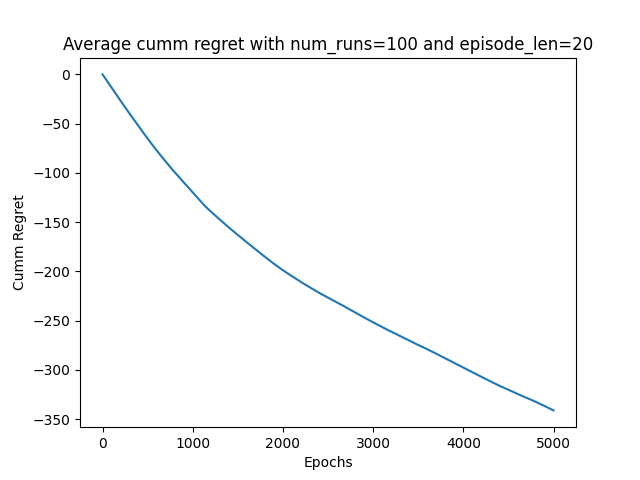 Average cumm regret with num_runs=100 and episode_len=20
0
−50
−100
−150
−200
−250
−300
−350
Cumm Regret
0 1000 2000 3000 4000 5000
Epochs